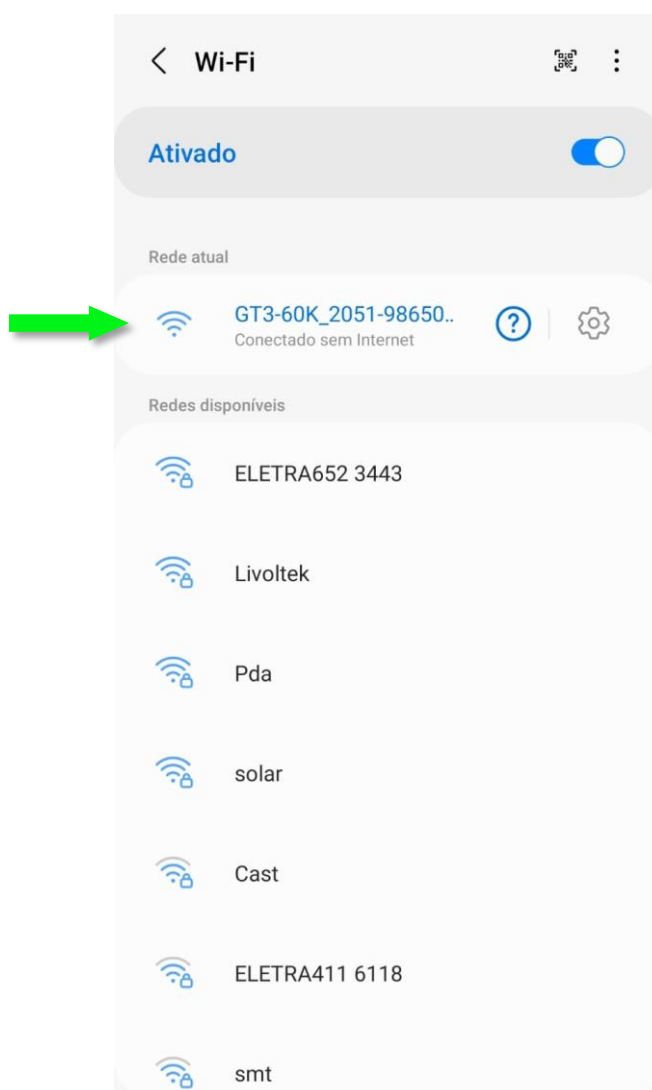 Wi-Fi
Ativado
Rede atual
GT3-60K_2051-98650..
Conectado sem Internet
?
Redes disponíveis
ELETRA652 3443
Livoltek
Pda
solar
Cast
ELETRA411 6118
smt